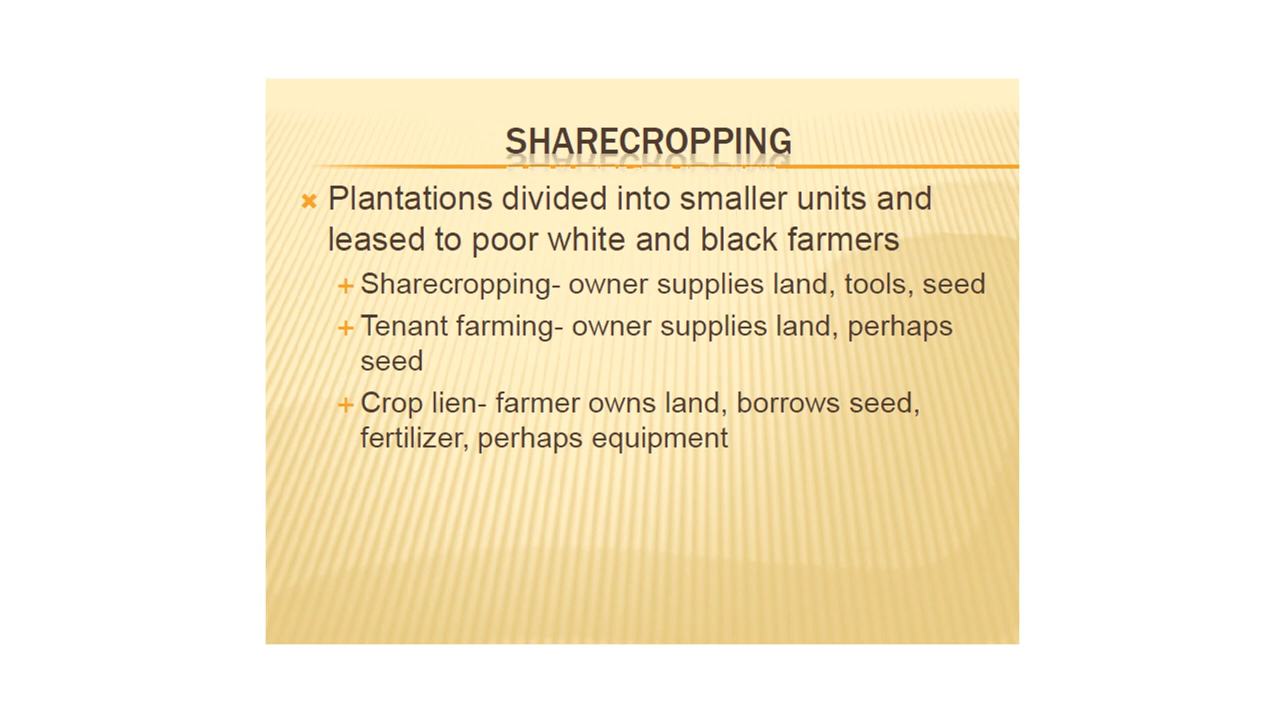 SHARECROPPING
Plantations divided into smaller units and
leased to poor white and black farmers
Sharecropping- owner supplies land, tools, seed
Tenant farming- owner supplies land, perhaps
seed
Crop lien- farmer owns land, borrows seed,
fertilizer, perhaps equipment